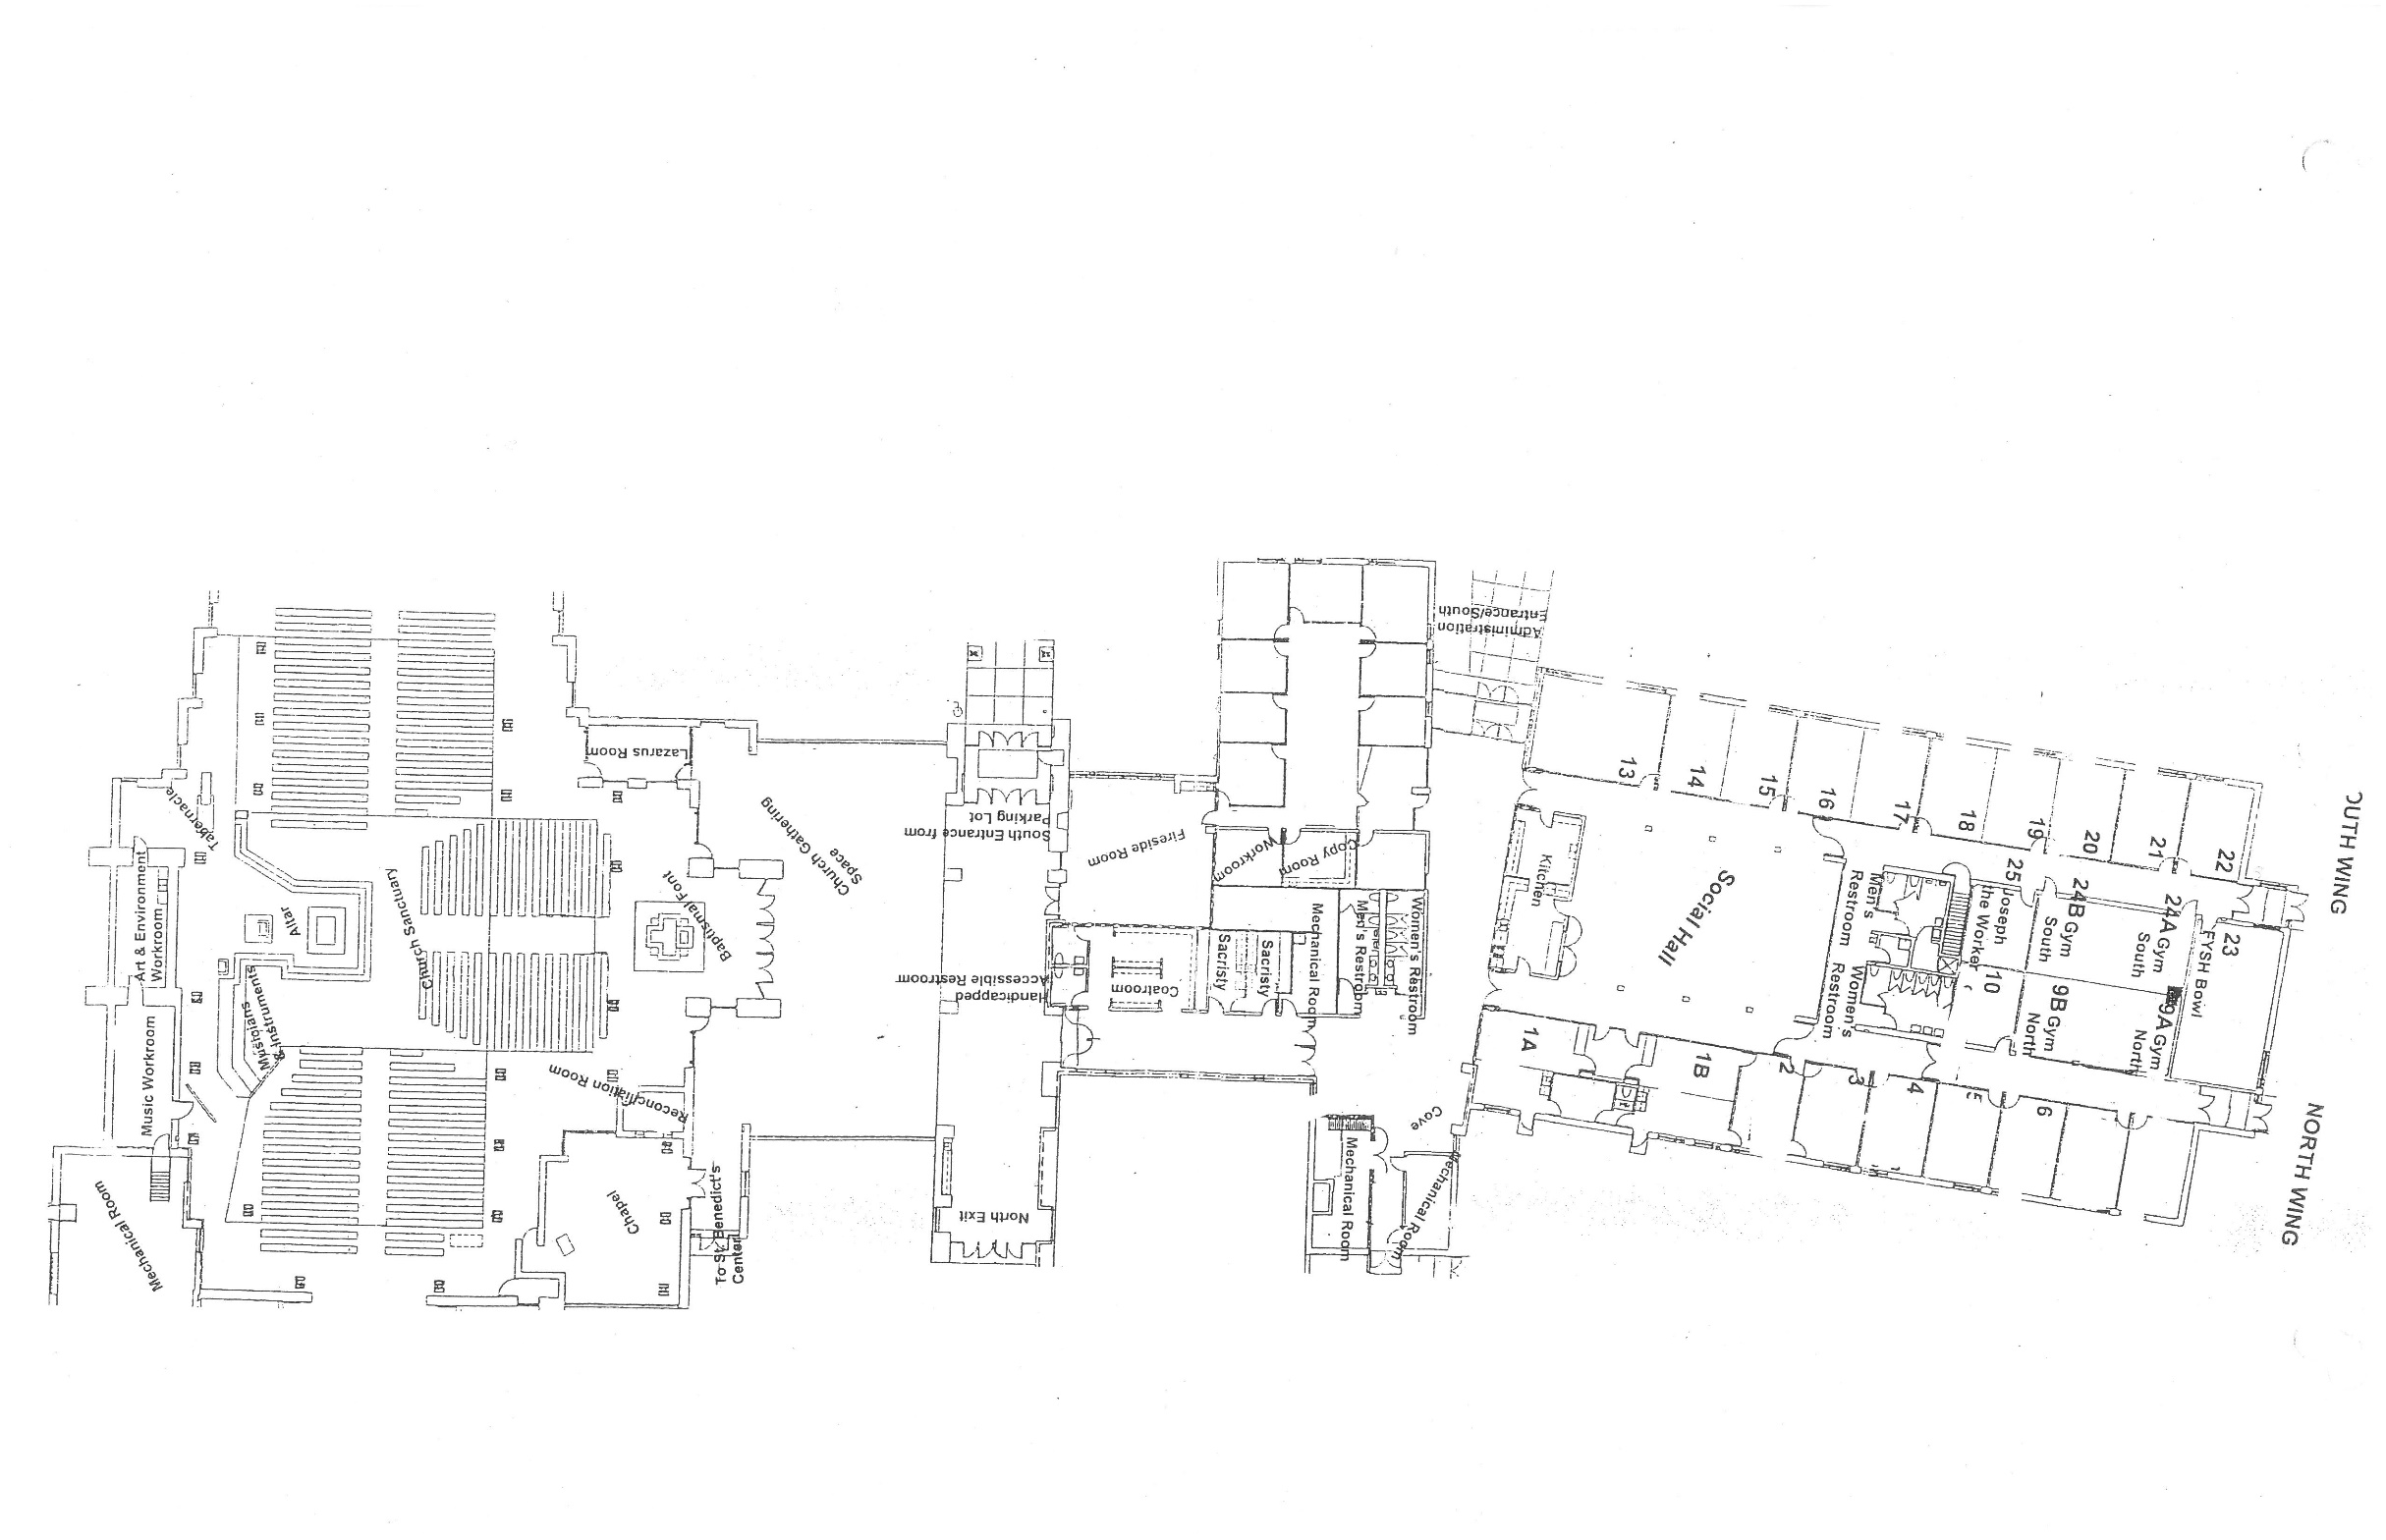 Mechanical Room
Music Workroom
Art & Environment
Workroom
Tabernacle
Altar
Musicians
& Instruments
Church Sanctuary
Baptismal Font
Lazarus Room
Reconciliation Room
Chapel
To St. Benedict's
Center
Church Gathering
Space
South Entrance from
Parking Lot
Handicapped
Accessible Restroom
North Exit
Fireside Room
Coatroom
Workroom
Copy Room
Sacristy
Sacristy
Mechanical Room
Men's Restroom
Women's Restroom
Administration
Entrance/South
Mechanical Room
Mechanical Room
Cove
Kitchen
Social Hall
13
14
15
16
17
18
19
20
21
22
Men's
Restroom
Women's
Restroom
25
Joseph
the Worker
10
24B Gym
South
24A Gym
South
9B Gym
North
9A Gym
North
23
FYSH Bowl
1A
1B
2
3
4
5
6
OUTH WING
NORTH WING